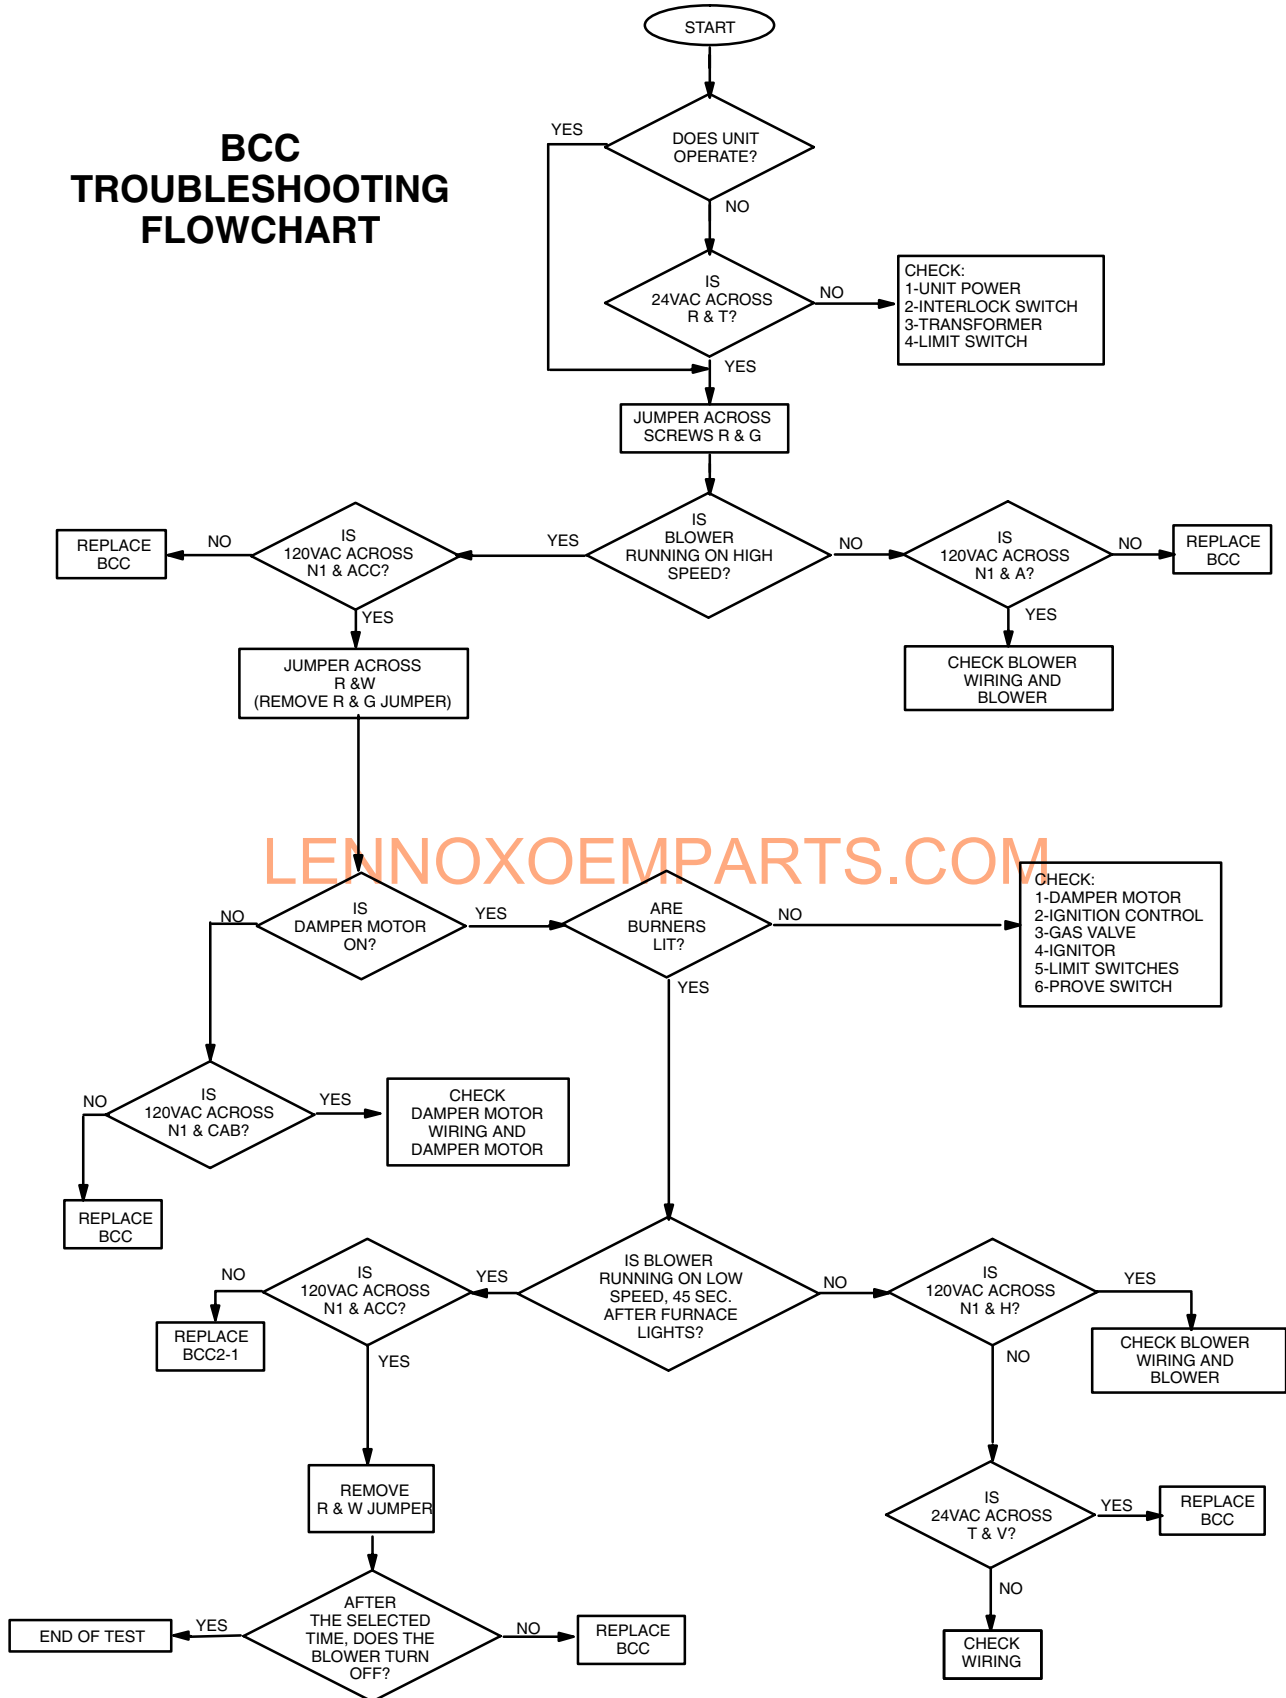 START
BCC
TROUBLESHOOTING
FLOWCHART
YES
DOES UNIT
OPERATE?
NO
IS
24VAC ACROSS
R & T?
NO
CHECK:
1-UNIT POWER
2-INTERLOCK SWITCH
3-TRANSFORMER
4-LIMIT SWITCH
YES
JUMPER ACROSS
SCREWS R & G
REPLACE
BCC
NO
IS
120VAC ACROSS
N1 & ACC?
YES
IS
BLOWER
RUNNING ON HIGH
SPEED?
NO
IS
120VAC ACROSS
N1 & A?
NO
REPLACE
BCC
YES
YES
JUMPER ACROSS
R &W
(REMOVE R & G JUMPER)
CHECK BLOWER
WIRING AND
BLOWER
LENNOXOEMPARTS.COM
NO
IS
DAMPER MOTOR
ON?
YES
ARE
BURNERS
LIT?
NO
CHECK:
1-DAMPER MOTOR
2-IGNITION CONTROL
3-GAS VALVE
4-IGNITOR
5-LIMIT SWITCHES
6-PROVE SWITCH
YES
NO
IS
120VAC ACROSS
N1 & CAB?
YES
CHECK
DAMPER MOTOR
WIRING AND
DAMPER MOTOR
REPLACE
BCC
NO
IS
120VAC ACROSS
N1 & ACC?
YES
IS BLOWER
RUNNING ON LOW
SPEED, 45 SEC.
AFTER FURNACE
LIGHTS?
NO
IS
120VAC ACROSS
N1 & H?
YES
REPLACE
BCC2-1
YES
NO
CHECK BLOWER
WIRING AND
BLOWER
REMOVE
R & W JUMPER
IS
24VAC ACROSS
T & V?
YES
REPLACE
BCC
NO
END OF TEST
YES
AFTER
THE SELECTED
TIME, DOES THE
BLOWER TURN
OFF?
NO
REPLACE
BCC
CHECK
WIRING